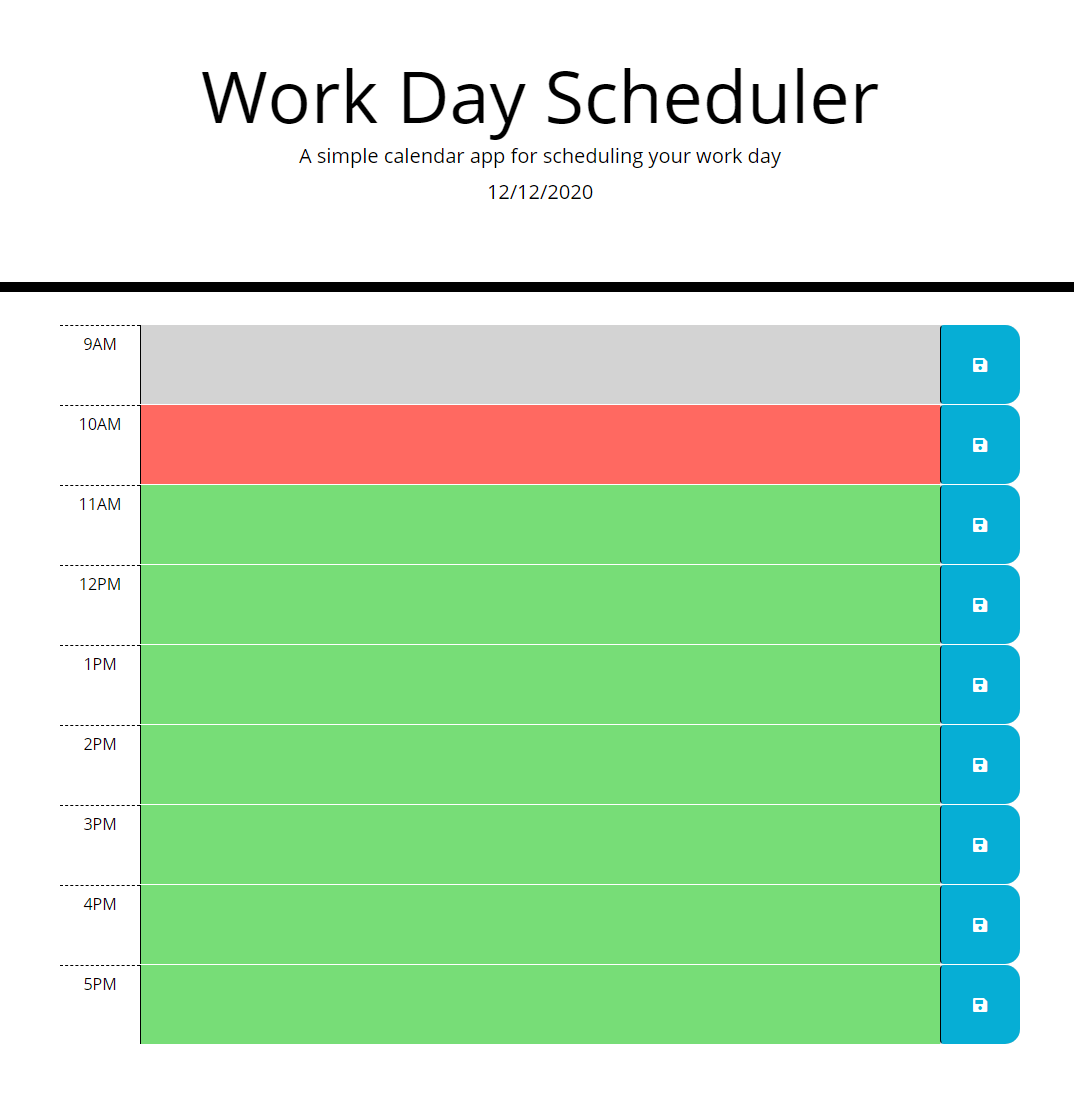 Work Day Scheduler
A simple calendar app for scheduling your work day
12/12/2020
9AM
10AM
11AM
12PM
1PM
2PM
3PM
4PM
5PM